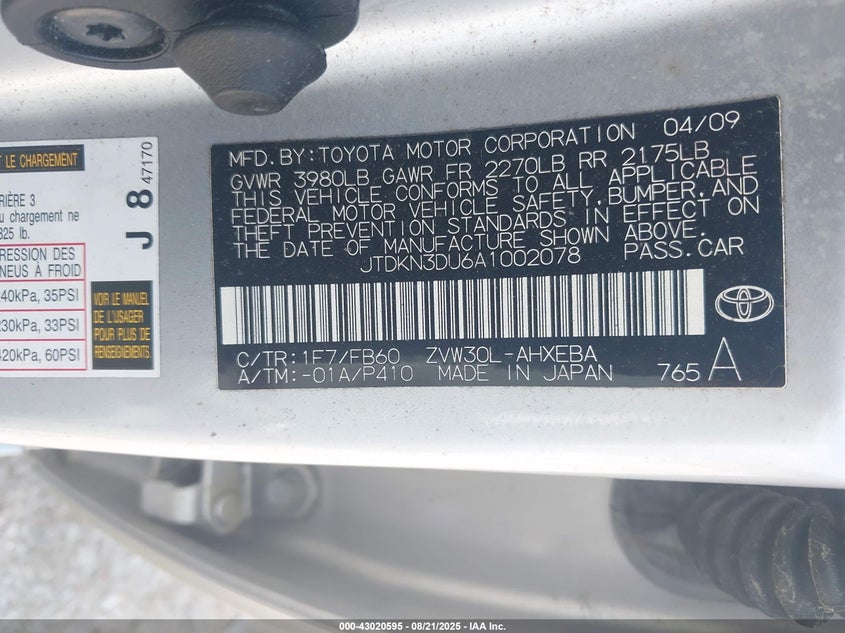 T LE CHARGEMENT
RIÈRE 3
u chargement ne
825 lb.
RESSION DES
NEUS À FROID
240kPa, 35PSI
230kPa, 33PSI
420kPa, 60PSI
VOIR LE MANUEL
DE L'USAGER
POUR PLUS DE
RENSEIGNEMENTS
J 8 47170
MFD.BY:TOYOTA MOTOR CORPORATION 04/09
GVWR 3980LB GAWR FR 2270LB RR 2175LB
THIS VEHICLE CONFORMS TO ALL APPLICABLE
FEDERAL MOTOR VEHICLE SAFETY,BUMPER,AND
THEFT PREVENTION STANDARDS IN EFFECT ON
THE DATE OF MANUFACTURE SHOWN ABOVE.
JTDKN3DU6A1002078 PASS.CAR
C/TR:1F7/FB60 ZVW30L-AHXEBA
A/TM:-01A/P410 MADE IN JAPAN 765 A
000-43020595 - 08/21/2025 - IAA Inc.